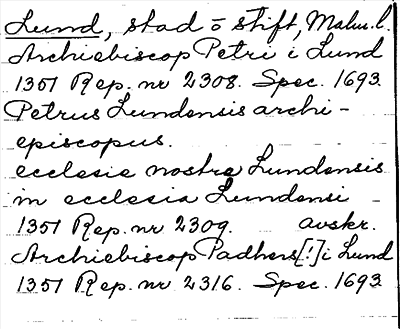 Lund, stad o stift, Malm. l.
Archiebiscop Petri i Lund
1351 Rep. nr 2308. Spec. 1693
Petrus Lundensis archi-
episcopus.
ecclesie nostre Lundensis
in ecclesia Lundensi
1351 Rep. nr 2309. avskr.
Archiebiscop Padhers[!] i Lund
1351 Rep. nr 2316. Spec. 1693